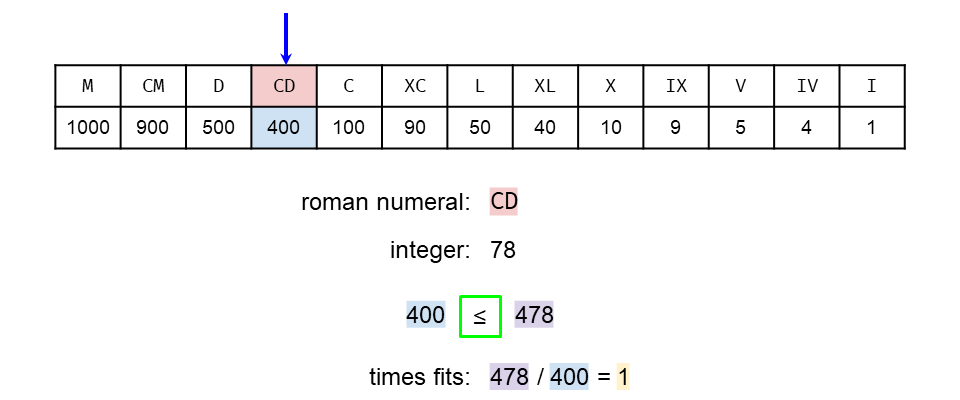 M CM D CD C XC L XL X IX V IV I
1000 900 500 400 100 90 50 40 10 9 5 4 1
roman numeral: CD
integer: 78
400 ≤ 478
times fits: 478 / 400 = 1